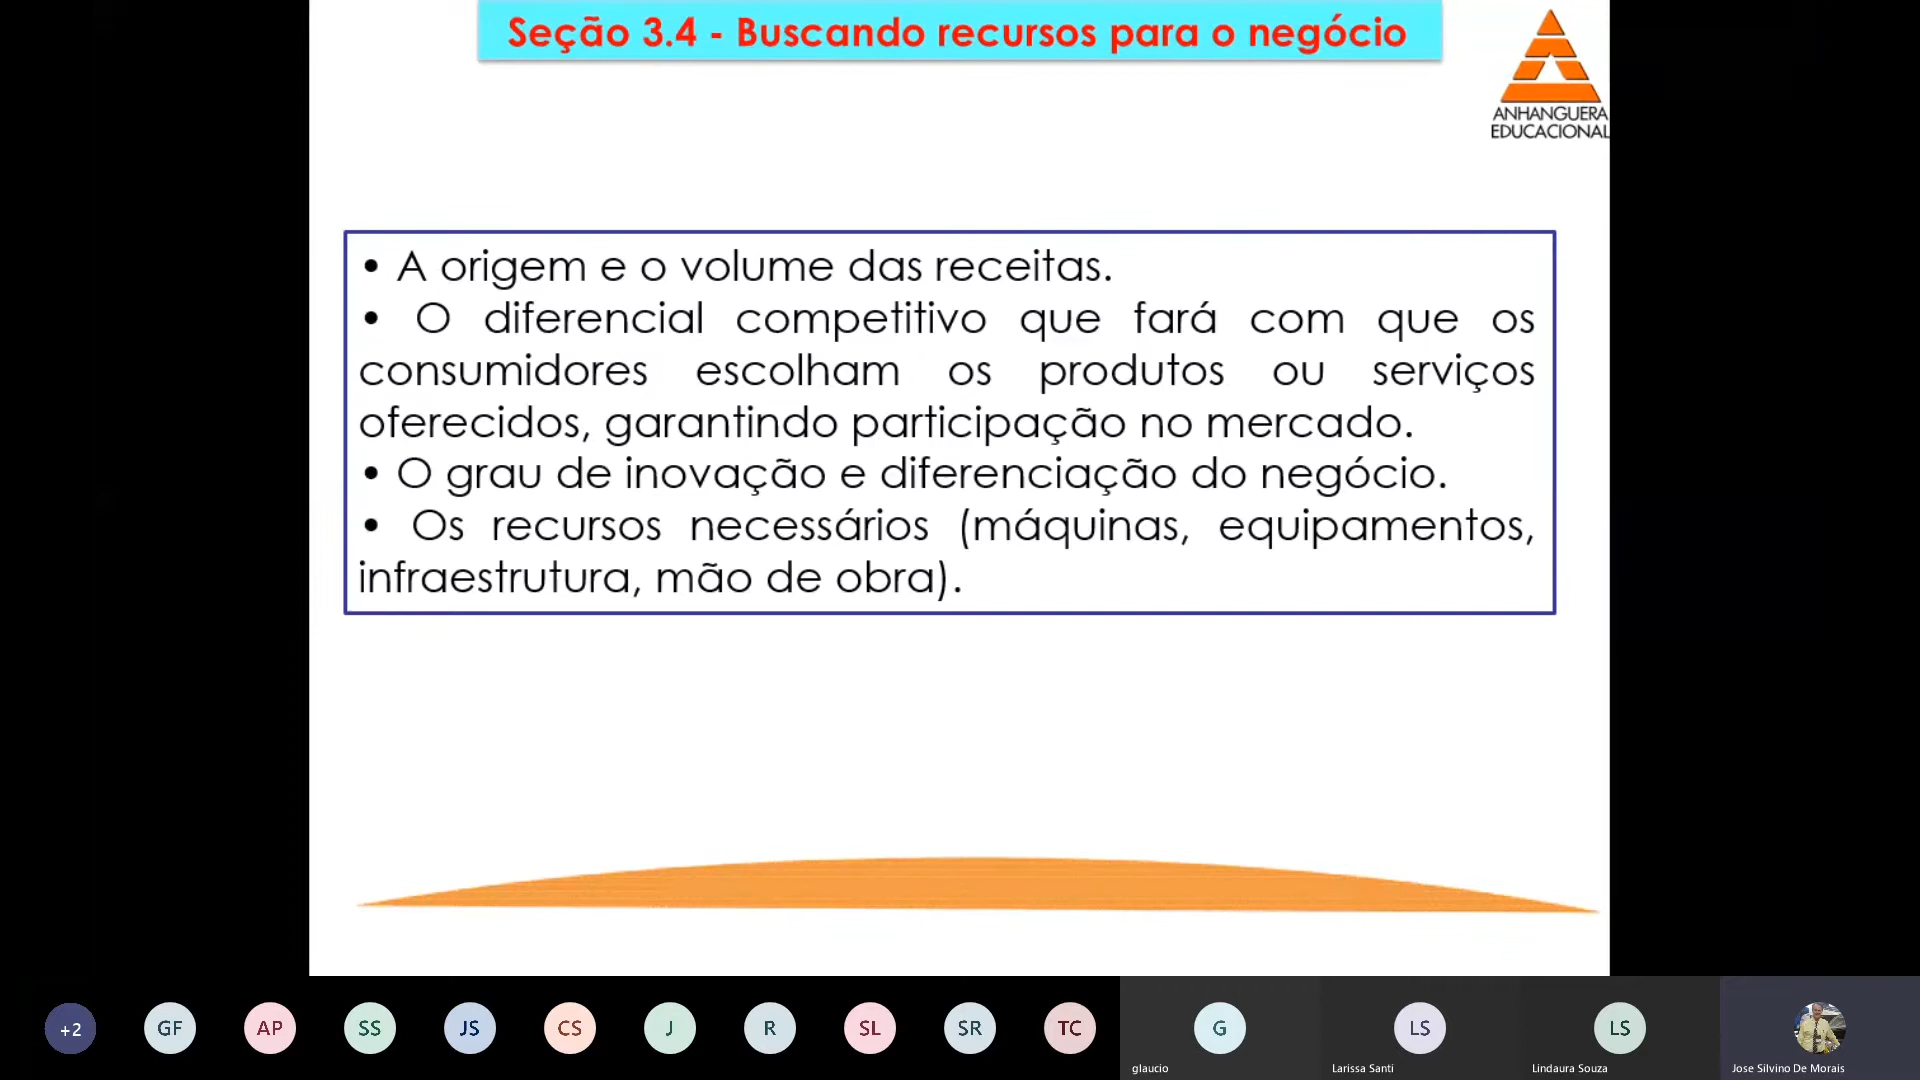 Seção 3.4 - Buscando recursos para o negócio
ANHANGUERA
EDUCACIONAL
• A origem e o volume das receitas.
• O diferencial competitivo que fará com que os
consumidores escolham os produtos ou serviços
oferecidos, garantindo participação no mercado.
• O grau de inovação e diferenciação do negócio.
• Os recursos necessários (máquinas, equipamentos,
infraestrutura, mão de obra).
+2 GF AP SS JS CS J R SL SR TC G LS LS
glaucio Larissa Santi Lindaura Souza Jose Silvino De Morais